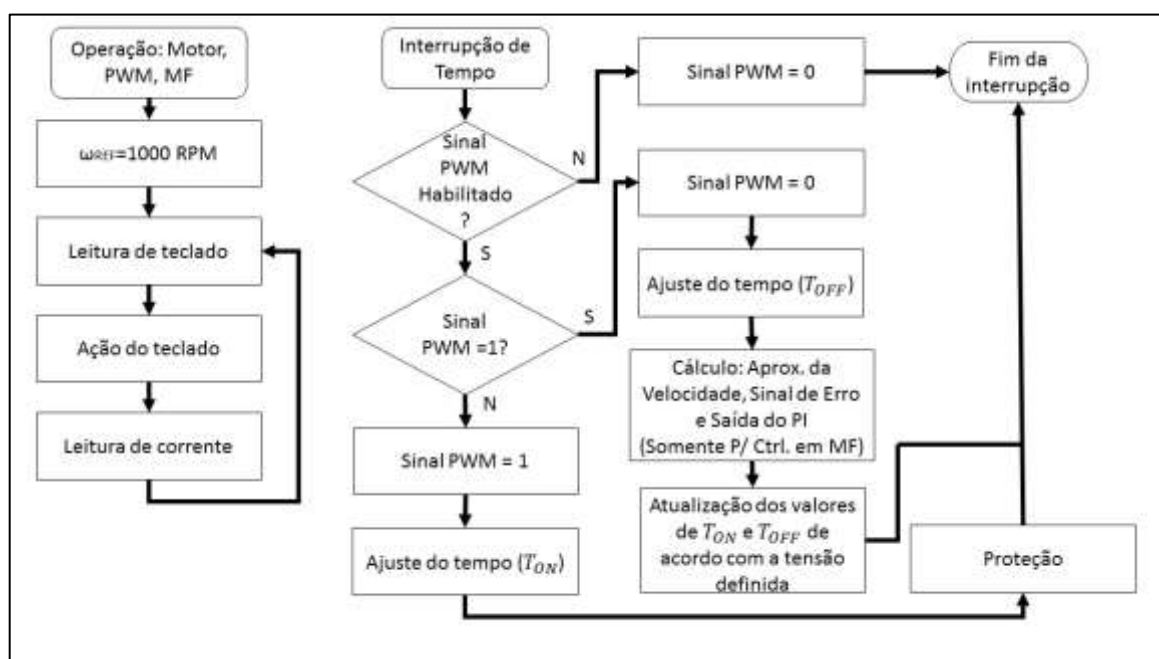 Operação: Motor,
PWM, MF
ωREF=1000 RPM
Leitura de teclado
Ação do teclado
Leitura de corrente
Interrupção de
Tempo
Sinal
PWM
Habilitado
?
N
S
Sinal
PWM =1?
S
N
Sinal PWM = 1
Ajuste do tempo (TON)
Sinal PWM = 0
Sinal PWM = 0
Ajuste do tempo (TOFF)
Cálculo: Aprox. da
Velocidade, Sinal de Erro
e Saída do PI
(Somente P/ Ctrl. em MF)
Atualização dos valores
de TON e TOFF de
acordo com a tensão
definida
Fim da
interrupção
Proteção